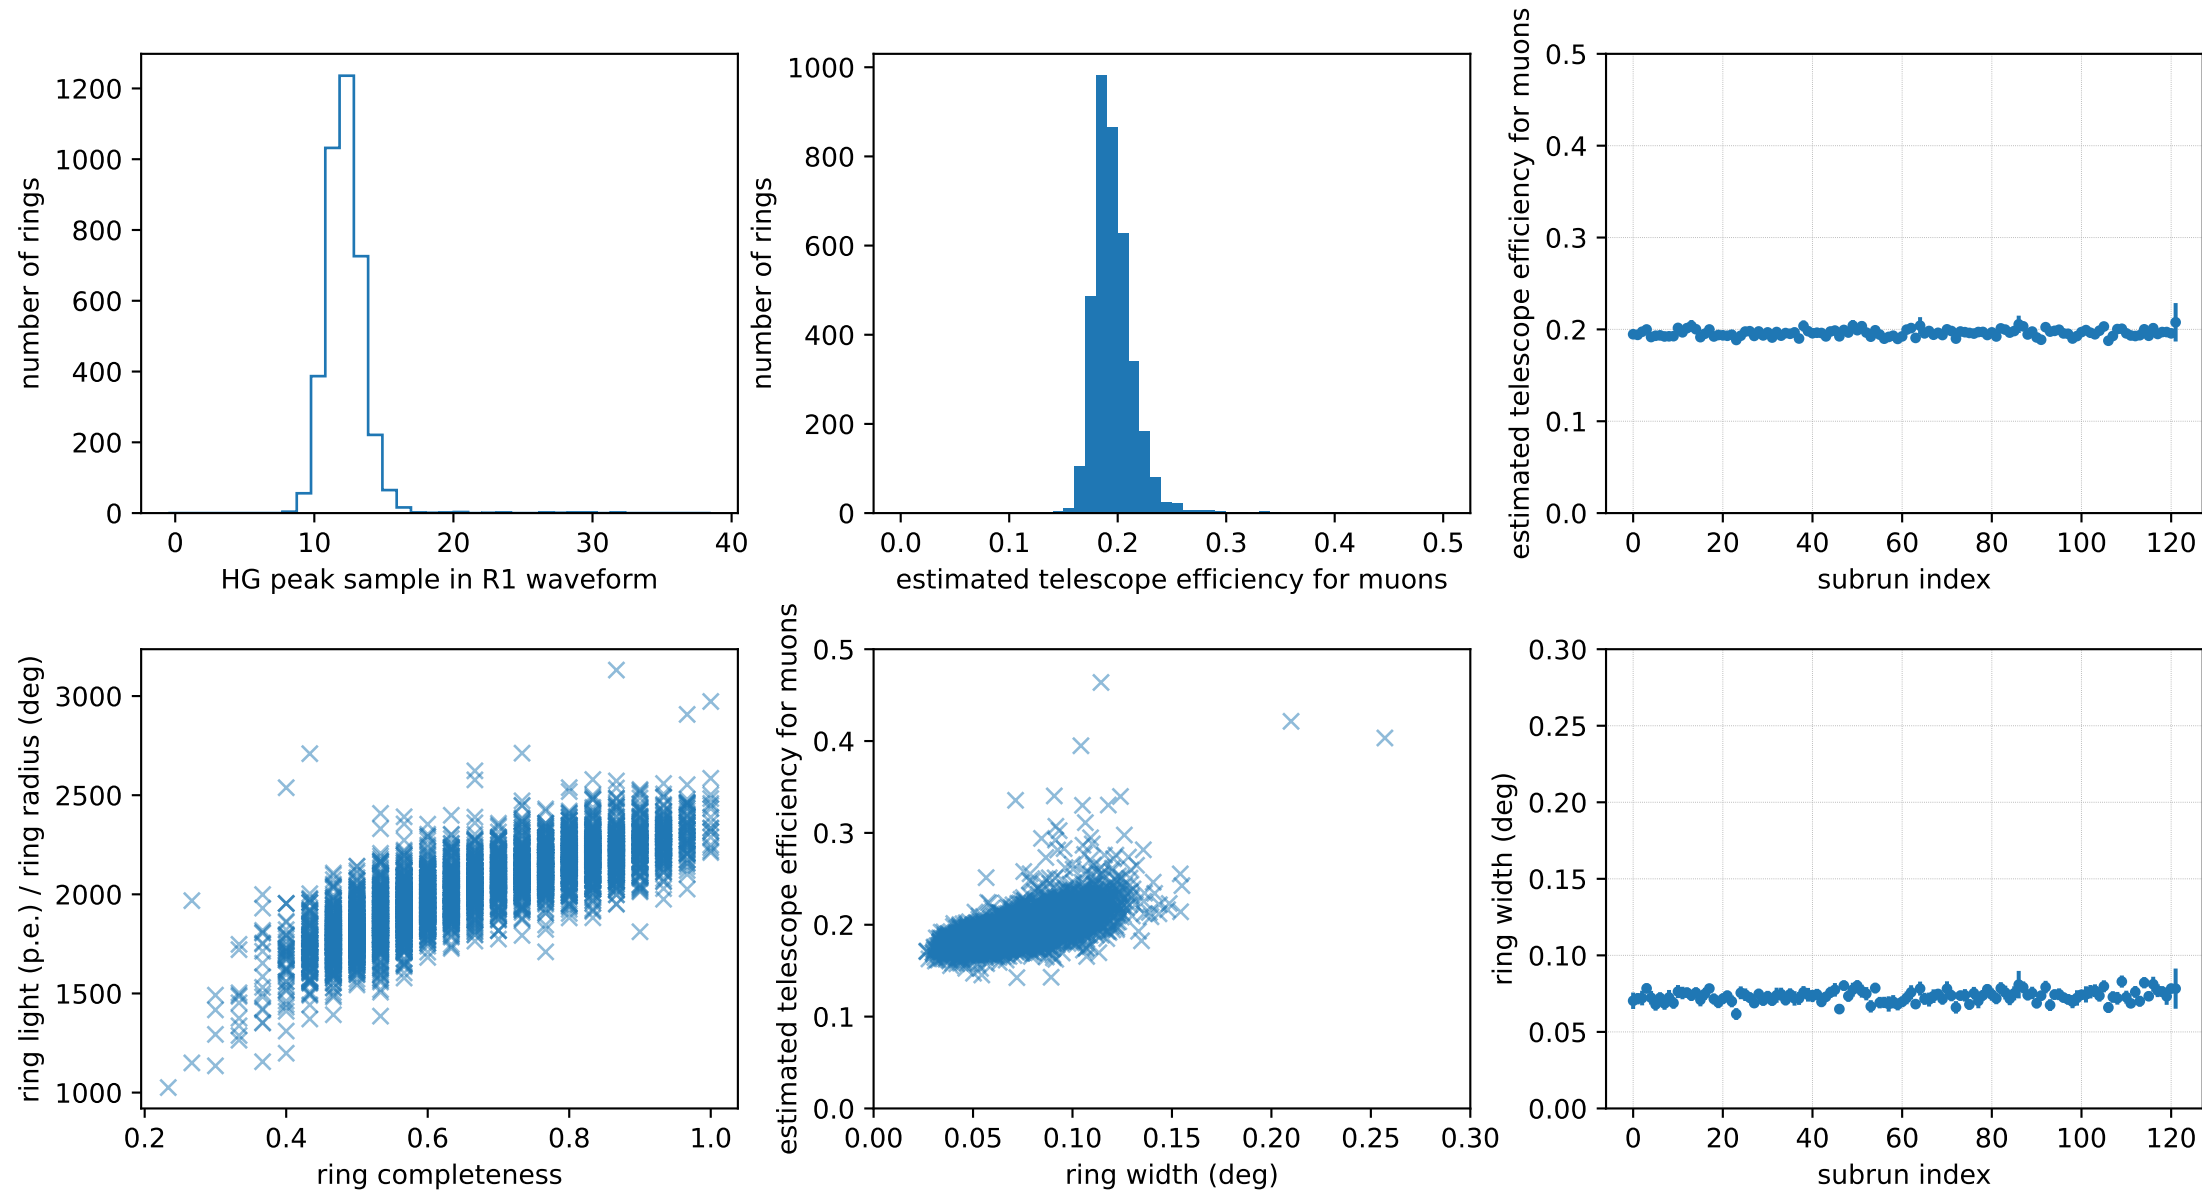 number of rings
1200
1000
800
600
400
200
0
0 10 20 30 40
HG peak sample in R1 waveform
number of rings
1000
800
600
400
200
0
0.0 0.1 0.2 0.3 0.4 0.5
estimated telescope efficiency for muons
estimated telescope efficiency for muons
0.5
0.4
0.3
0.2
0.1
0.0
0 20 40 60 80 100 120
subrun index
ring light (p.e.) / ring radius (deg)
3000
2500
2000
1500
1000
0.2 0.4 0.6 0.8 1.0
ring completeness
estimated telescope efficiency for muons
0.5
0.4
0.3
0.2
0.1
0.0
0.00 0.05 0.10 0.15 0.20 0.25 0.30
ring width (deg)
ring width (deg)
0.30
0.25
0.20
0.15
0.10
0.05
0.00
0 20 40 60 80 100 120
subrun index